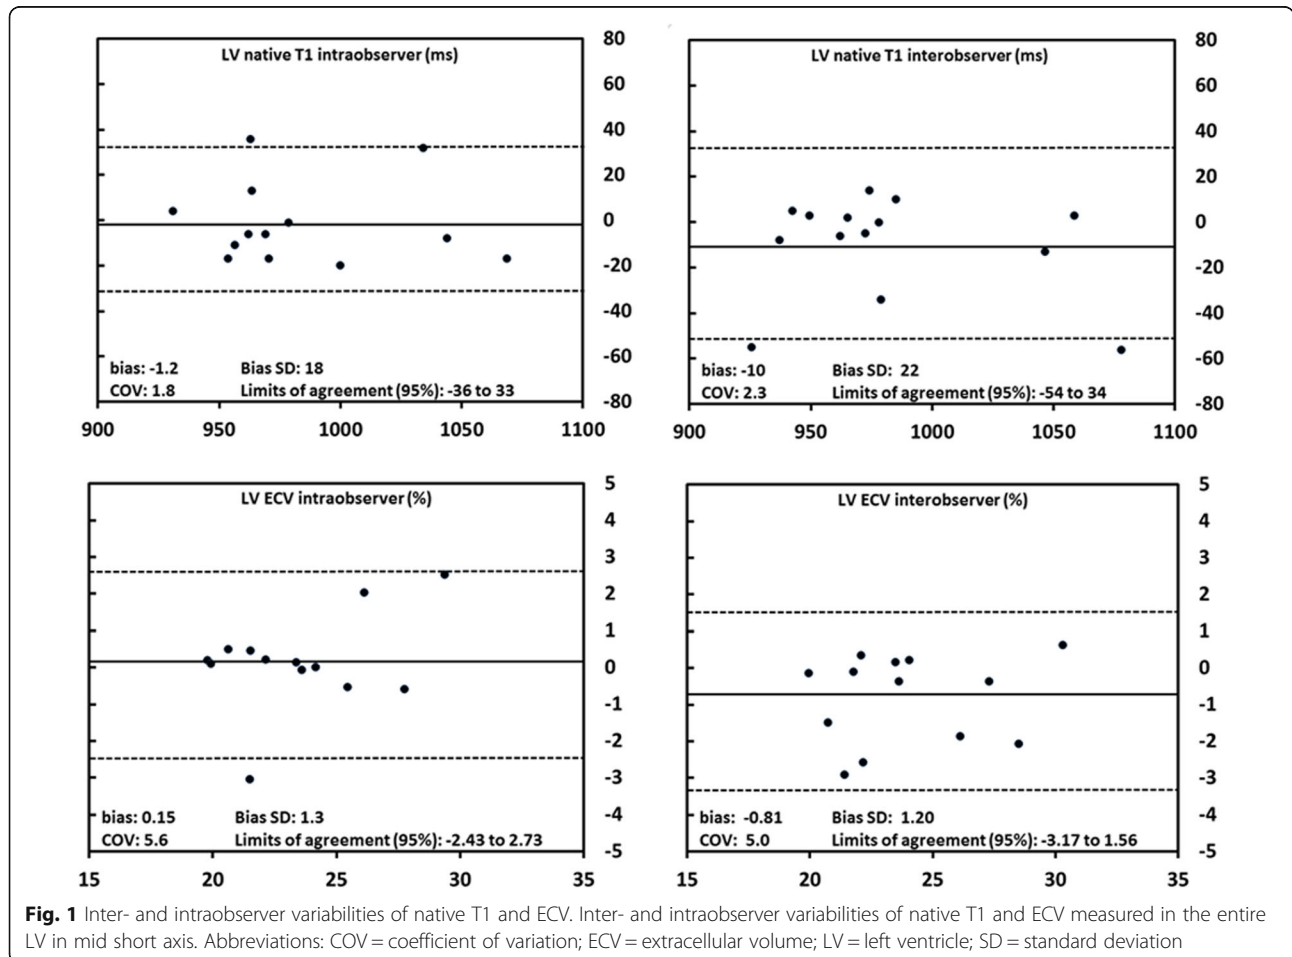 LV native T1 intraobserver (ms)
80
60
40
20
0
-20
-40
-60
-80
bias: -1.2 Bias SD: 18
COV: 1.8 Limits of agreement (95%): -36 to 33
900 950 1000 1050 1100
LV native T1 interobserver (ms)
80
60
40
20
0
-20
-40
-60
-80
bias: -10 Bias SD: 22
COV: 2.3 Limits of agreement (95%): -54 to 34
900 950 1000 1050 1100
LV ECV intraobserver (%)
5
4
3
2
1
0
-1
-2
-3
-4
-5
bias: 0.15 Bias SD: 1.3
COV: 5.6 Limits of agreement (95%): -2.43 to 2.73
15 20 25 30 35
LV ECV interobserver (%)
5
4
3
2
1
0
-1
-2
-3
-4
-5
bias: -0.81 Bias SD: 1.20
COV: 5.0 Limits of agreement (95%): -3.17 to 1.56
15 20 25 30 35
Fig. 1 Inter- and intraobserver variabilities of native T1 and ECV. Inter- and intraobserver variabilities of native T1 and ECV measured in the entire
LV in mid short axis. Abbreviations: COV = coefficient of variation; ECV = extracellular volume; LV = left ventricle; SD = standard deviation